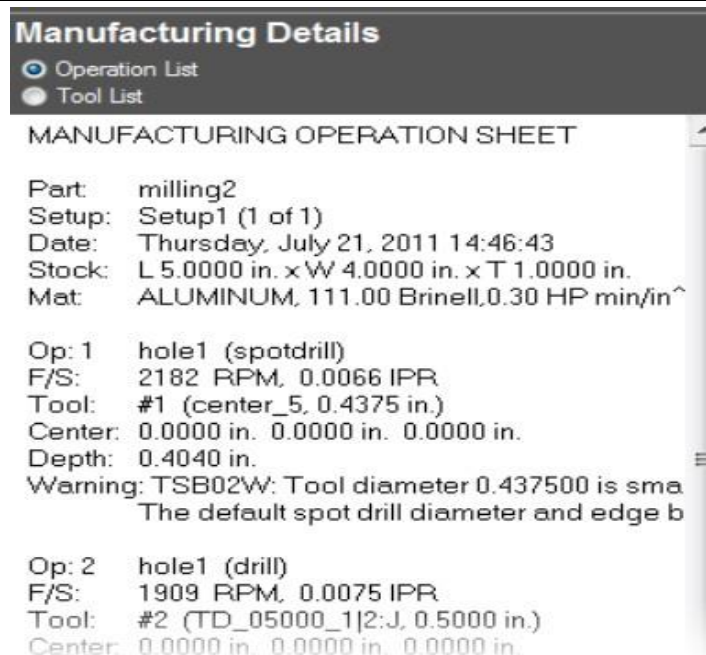 Manufacturing Details
Operation List
Tool List
MANUFACTURING OPERATION SHEET
Part: milling2
Setup: Setup1 (1 of 1)
Date: Thursday, July 21, 2011 14:46:43
Stock: L 5.0000 in. x W 4.0000 in. x T 1.0000 in.
Mat: ALUMINUM, 111.00 Brinell,0.30 HP min/in^
Op: 1 hole1 (spotdrill)
F/S: 2182 RPM, 0.0066 IPR
Tool: #1 (center_5, 0.4375 in.)
Center: 0.0000 in. 0.0000 in. 0.0000 in.
Depth: 0.4040 in.
Warning: TSB02W: Tool diameter 0.437500 is sma
The default spot drill diameter and edge b
Op: 2 hole1 (drill)
F/S: 1909 RPM, 0.0075 IPR
Tool: #2 (TD_05000_1|2:J, 0.5000 in.)
Center: 0.0000 in. 0.0000 in. 0.0000 in.